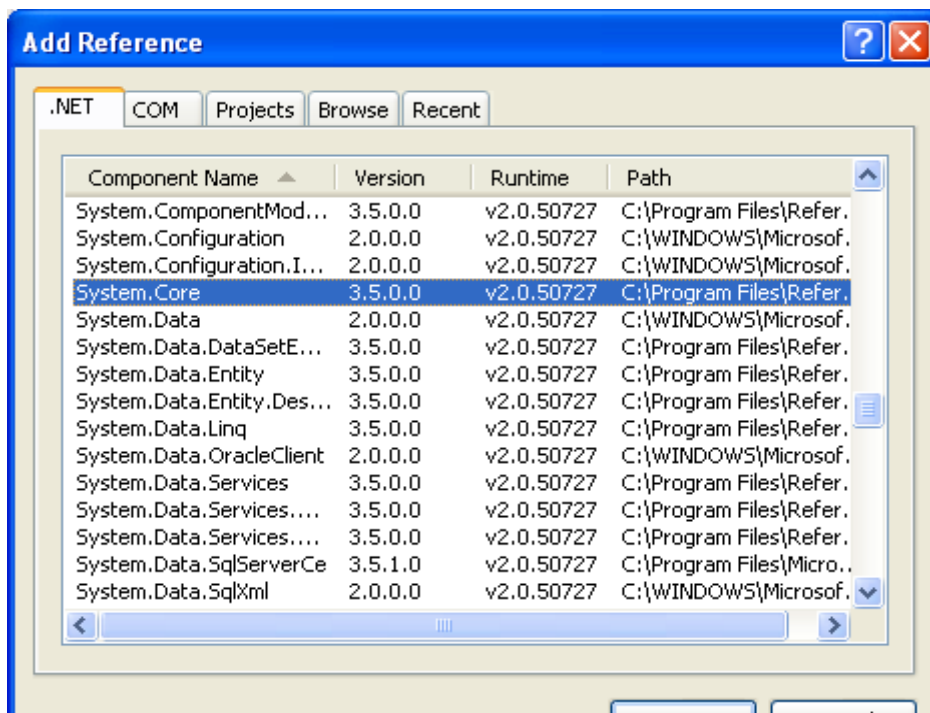 Add Reference
.NET COM Projects Browse Recent
Component Name Version Runtime Path
System.ComponentMod... 3.5.0.0 v2.0.50727 C:\Program Files\Refer.
System.Configuration 2.0.0.0 v2.0.50727 C:\WINDOWS\Microsof.
System.Configuration.I... 2.0.0.0 v2.0.50727 C:\WINDOWS\Microsof.
System.Core 3.5.0.0 v2.0.50727 C:\Program Files\Refer.
System.Data 2.0.0.0 v2.0.50727 C:\WINDOWS\Microsof.
System.Data.DataSetE... 3.5.0.0 v2.0.50727 C:\Program Files\Refer.
System.Data.Entity 3.5.0.0 v2.0.50727 C:\Program Files\Refer.
System.Data.Entity.Des... 3.5.0.0 v2.0.50727 C:\Program Files\Refer.
System.Data.Linq 3.5.0.0 v2.0.50727 C:\Program Files\Refer.
System.Data.OracleClient 2.0.0.0 v2.0.50727 C:\WINDOWS\Microsof.
System.Data.Services 3.5.0.0 v2.0.50727 C:\Program Files\Refer.
System.Data.Services.... 3.5.0.0 v2.0.50727 C:\Program Files\Refer.
System.Data.Services.... 3.5.0.0 v2.0.50727 C:\Program Files\Refer.
System.Data.SqlServerCe 3.5.1.0 v2.0.50727 C:\Program Files\Micro..
System.Data.SqlXml 2.0.0.0 v2.0.50727 C:\WINDOWS\Microsof.